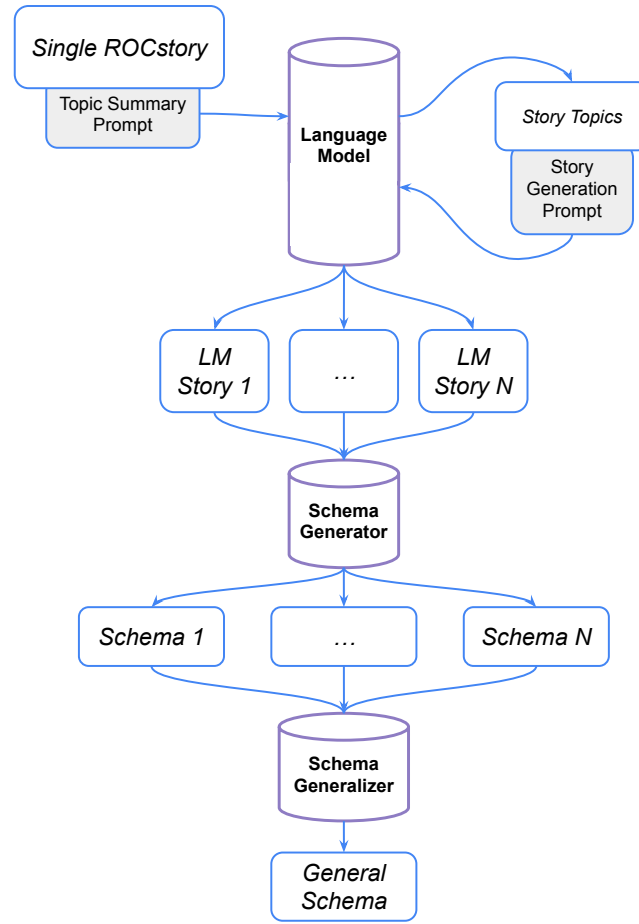 Single ROCstory
Topic Summary
Prompt
Language
Model
Story Topics
Story
Generation
Prompt
LM
Story 1
...
LM
Story N
Schema
Generator
Schema 1
...
Schema N
Schema
Generalizer
General
Schema